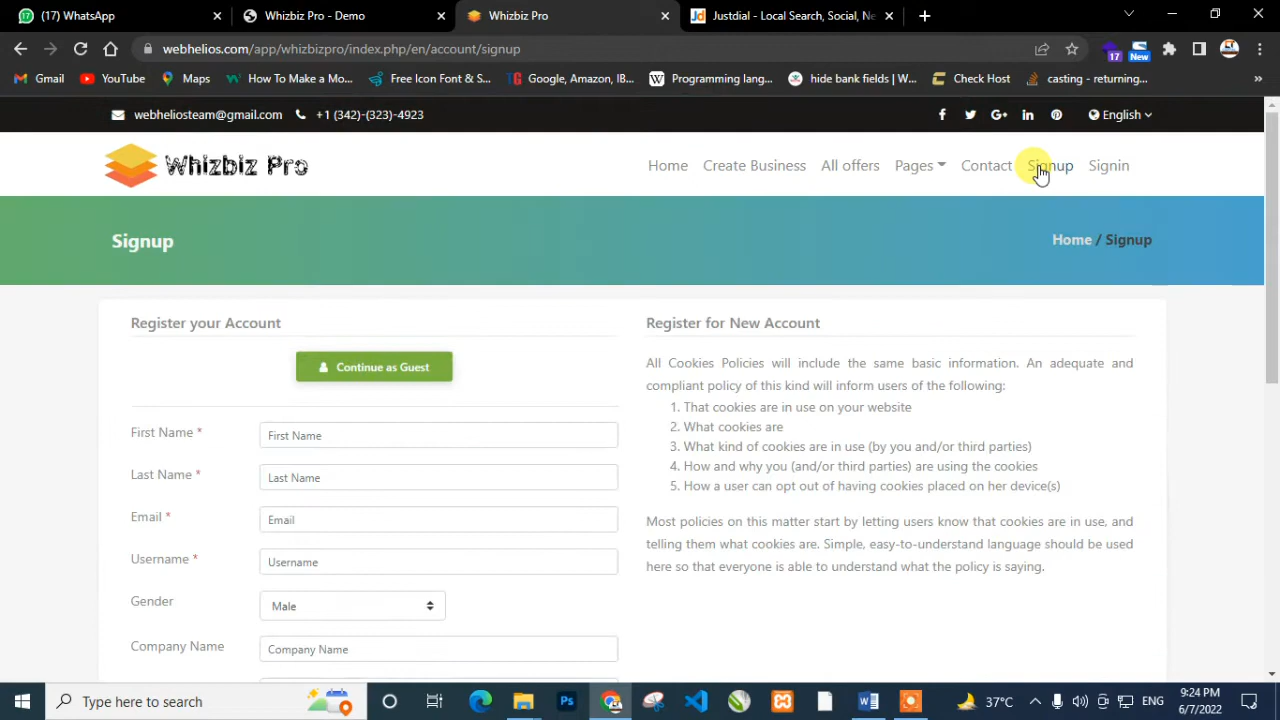 (17) WhatsApp
Whizbiz Pro - Demo
Whizbiz Pro
Justdial - Local Search, Social, Ne
webhelios.com/app/whizbizpro/index.php/en/account/signup
17
New
Gmail
YouTube
Maps
How To Make a Mo...
Free Icon Font & S...
Google, Amazon, IB...
Programming lang...
hide bank fields | W...
Check Host
casting - returning...
»
webheliosteam@gmail.com
+1 (342)-(323)-4923
English
Whizbiz Pro
Home
Create Business
All offers
Pages
Contact
Signup
Signin
Signup
Home / Signup
Register your Account
Continue as Guest
First Name *
First Name
Last Name *
Last Name
Email *
Email
Username *
Username
Gender
Male
Company Name
Company Name
Register for New Account
All Cookies Policies will include the same basic information. An adequate and
compliant policy of this kind will inform users of the following:
1. That cookies are in use on your website
2. What cookies are
3. What kind of cookies are in use (by you and/or third parties)
4. How and why you (and/or third parties) are using the cookies
5. How a user can opt out of having cookies placed on her device(s)
Most policies on this matter start by letting users know that cookies are in use, and
telling them what cookies are. Simple, easy-to-understand language should be used
here so that everyone is able to understand what the policy is saying.
Type here to search
37°C
ENG
9:24 PM
6/7/2022